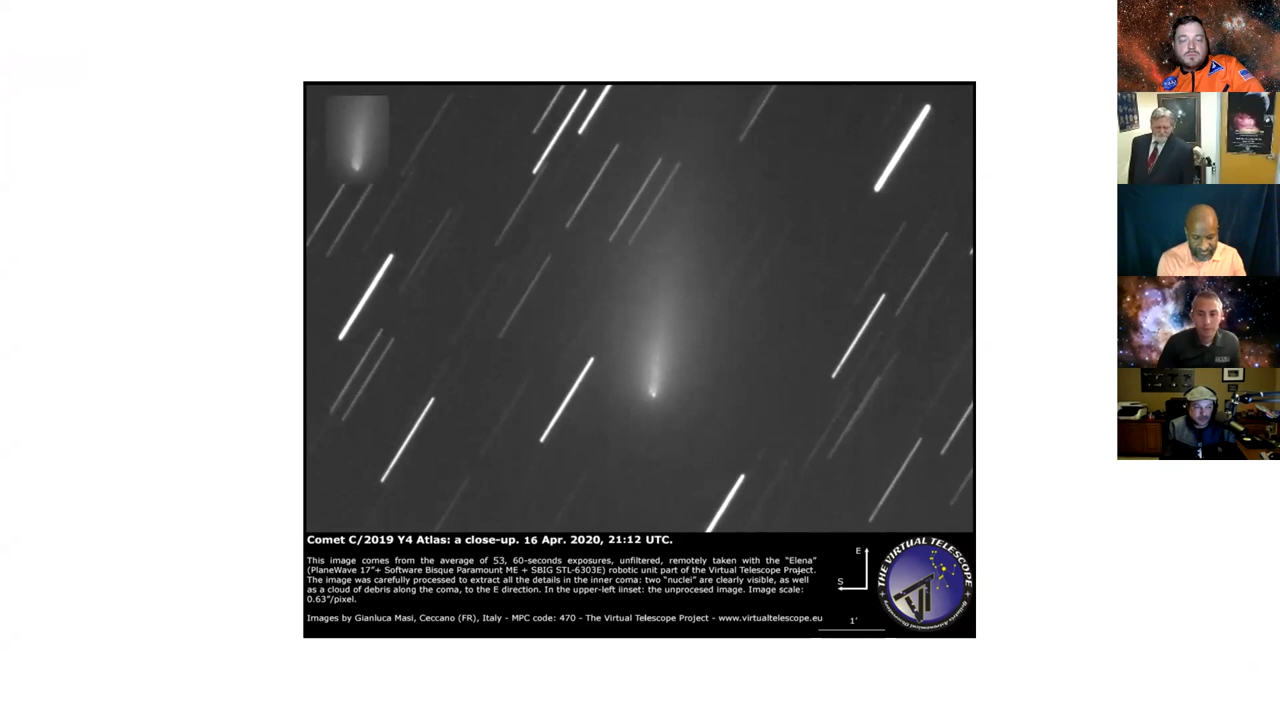 Comet C/2019 Y4 Atlas: a close-up. 16 Apr. 2020, 21:12 UTC.
This image comes from the average of 53, 60-seconds exposures, unfiltered, remotely taken with the “Elena”
(PlaneWave 17”+ Software Bisque Paramount ME + SBIG STL-6303E) robotic unit part of the Virtual Telescope Project.
The image was carefully processed to extract all the details in the inner coma: two “nuclei” are clearly visible, as well
as a cloud of debris along the coma, to the E direction. In the upper-left iinset: the unprocesed image. Image scale:
0.63”/pixel.
Images by Gianluca Masi, Ceccano (FR), Italy - MPC code: 470 - The Virtual Telescope Project - www.virtualtelescope.eu
E
S
1’
THE VIRTUAL TELESCOPE
VT